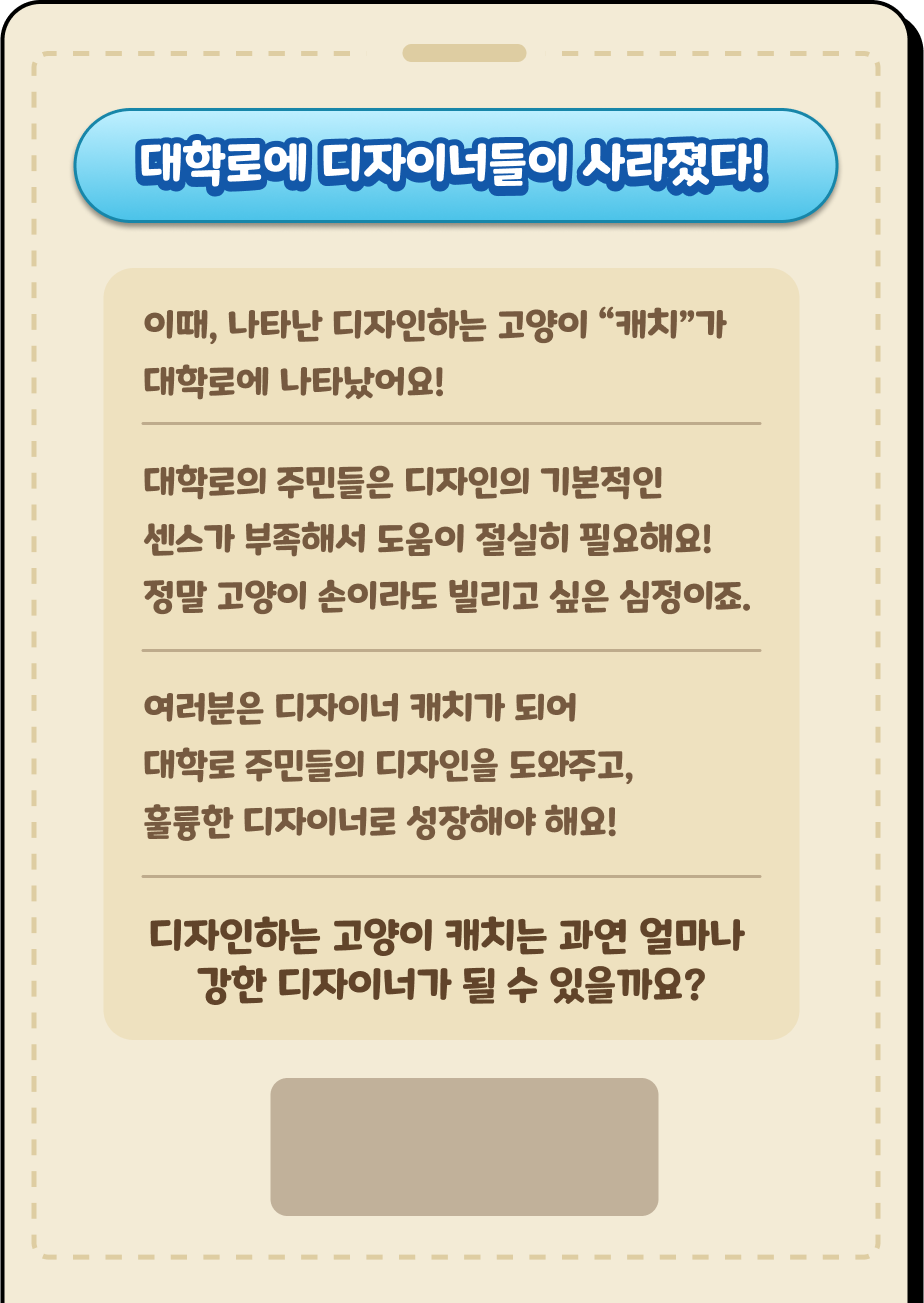 대학로에 디자이너들이 사라졌다!
이때, 나타난 디자인하는 고양이 “캐치”가
대학로에 나타났어요!
대학로의 주민들은 디자인의 기본적인
센스가 부족해서 도움이 절실히 필요해요!
정말 고양이 손이라도 빌리고 싶은 심정이죠.
여러분은 디자이너 캐치가 되어
대학로 주민들의 디자인을 도와주고,
훌륭한 디자이너로 성장해야 해요!
디자인하는 고양이 캐치는 과연 얼마나
강한 디자이너가 될 수 있을까요?